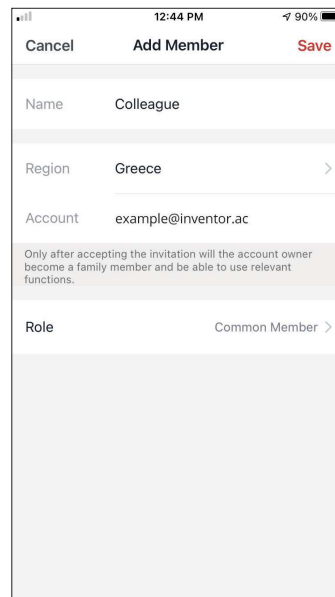 12:44 PM 90%
Cancel Add Member Save
Name Colleague
Region Greece
Account example@inventor.ac
Only after accepting the invitation will the account owner
become a family member and be able to use relevant
functions.
Role Common Member